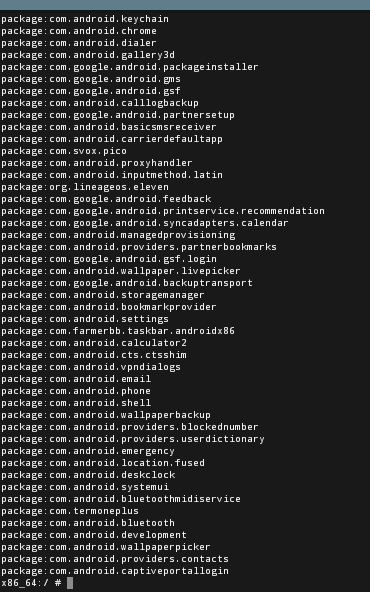 package:com.android.keychain
package:com.android.chrome
package:com.android.dialer
package:com.android.gallery3d
package:com.google.android.packageinstaller
package:com.google.android.gms
package:com.google.android.gsf
package:com.android.calllogbackup
package:com.google.android.partnersetup
package:com.android.basicsmsreceiver
package:com.android.carrierdefaultapp
package:com.svox.pico
package:com.android.proxyhandler
package:com.android.inputmethod.latin
package:org.lineageos.eleven
package:com.google.android.feedback
package:com.google.android.printservice.recommendation
package:com.google.android.syncadapters.calendar
package:com.android.managedprovisioning
package:com.android.providers.partnerbookmarks
package:com.google.android.gsf.login
package:com.android.wallpaper.livepicker
package:com.google.android.backuptransport
package:com.android.storagemanager
package:com.android.bookmarkprovider
package:com.android.settings
package:com.farmerbb.taskbar.androidx86
package:com.android.calculator2
package:com.android.cts.ctsshim
package:com.android.vpndialogs
package:com.android.email
package:com.android.phone
package:com.android.shell
package:com.android.wallpaperbackup
package:com.android.providers.blockednumber
package:com.android.providers.userdictionary
package:com.android.emergency
package:com.android.location.fused
package:com.android.deskclock
package:com.android.systemui
package:com.android.bluetoothmidiservice
package:com.termoneplus
package:com.android.bluetooth
package:com.android.development
package:com.android.wallpaperpicker
package:com.android.providers.contacts
package:com.android.captiveportallogin
x86_64:/ #